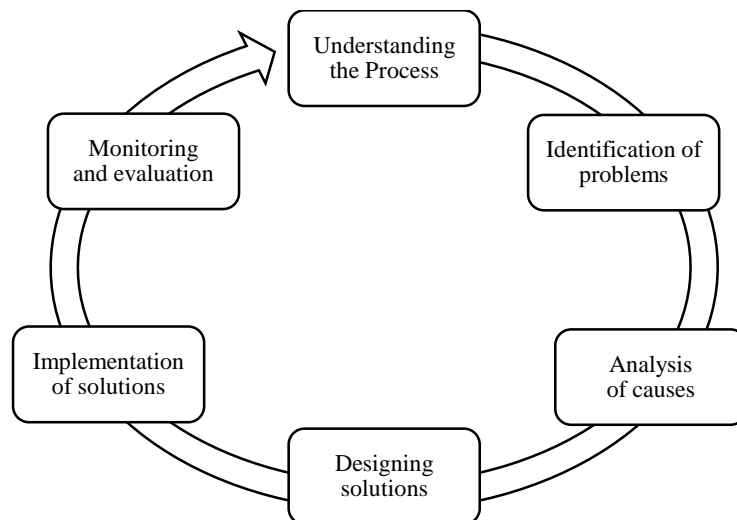 Understanding
the Process
Identification of
problems
Analysis
of causes
Designing
solutions
Implementation
of solutions
Monitoring
and evaluation